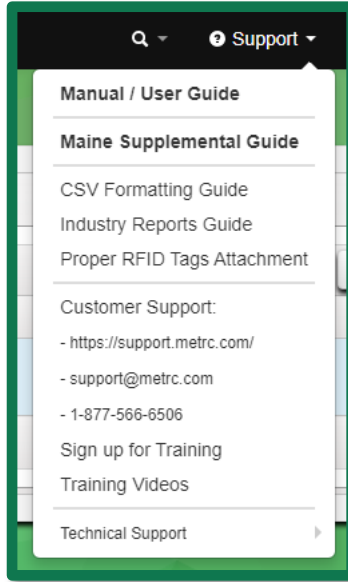 Support
Manual / User Guide
Maine Supplemental Guide
CSV Formatting Guide
Industry Reports Guide
Proper RFID Tags Attachment
Customer Support:
- https://support.metrc.com/
- support@metrc.com
- 1-877-566-6506
Sign up for Training
Training Videos
Technical Support